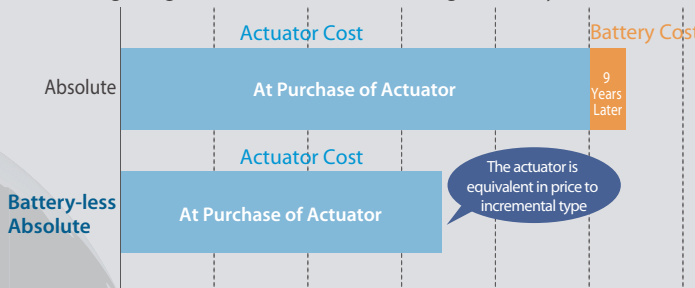 Actuator Cost
Battery Cost
Absolute
At Purchase of Actuator
9
Years
Later
Actuator Cost
The actuator is
equivalent in price to
incremental type
Battery-less
Absolute
At Purchase of Actuator